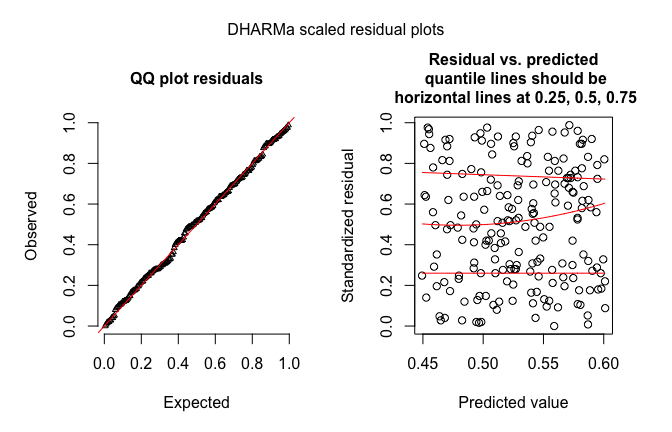 DHARMa scaled residual plots
QQ plot residuals
Observed
0.0 0.2 0.4 0.6 0.8 1.0
0.0 0.2 0.4 0.6 0.8 1.0
Expected
Residual vs. predicted
quantile lines should be
horizontal lines at 0.25, 0.5, 0.75
Standardized residual
0.0 0.2 0.4 0.6 0.8 1.0
0.45 0.50 0.55 0.60
Predicted value